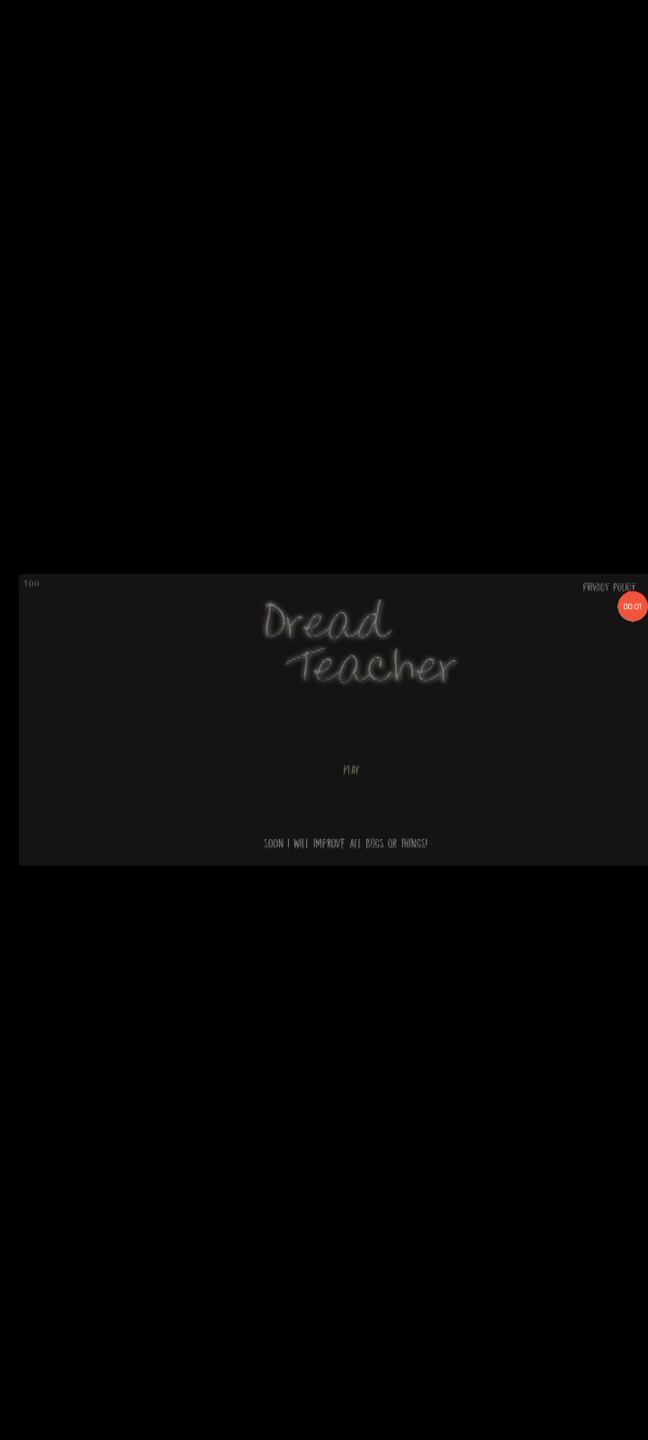 100
PRIVACY POLICY
00:01
Dread
Teacher
PLAY
SOON I WILL IMPROVE ALL BUGS OR THINGS!